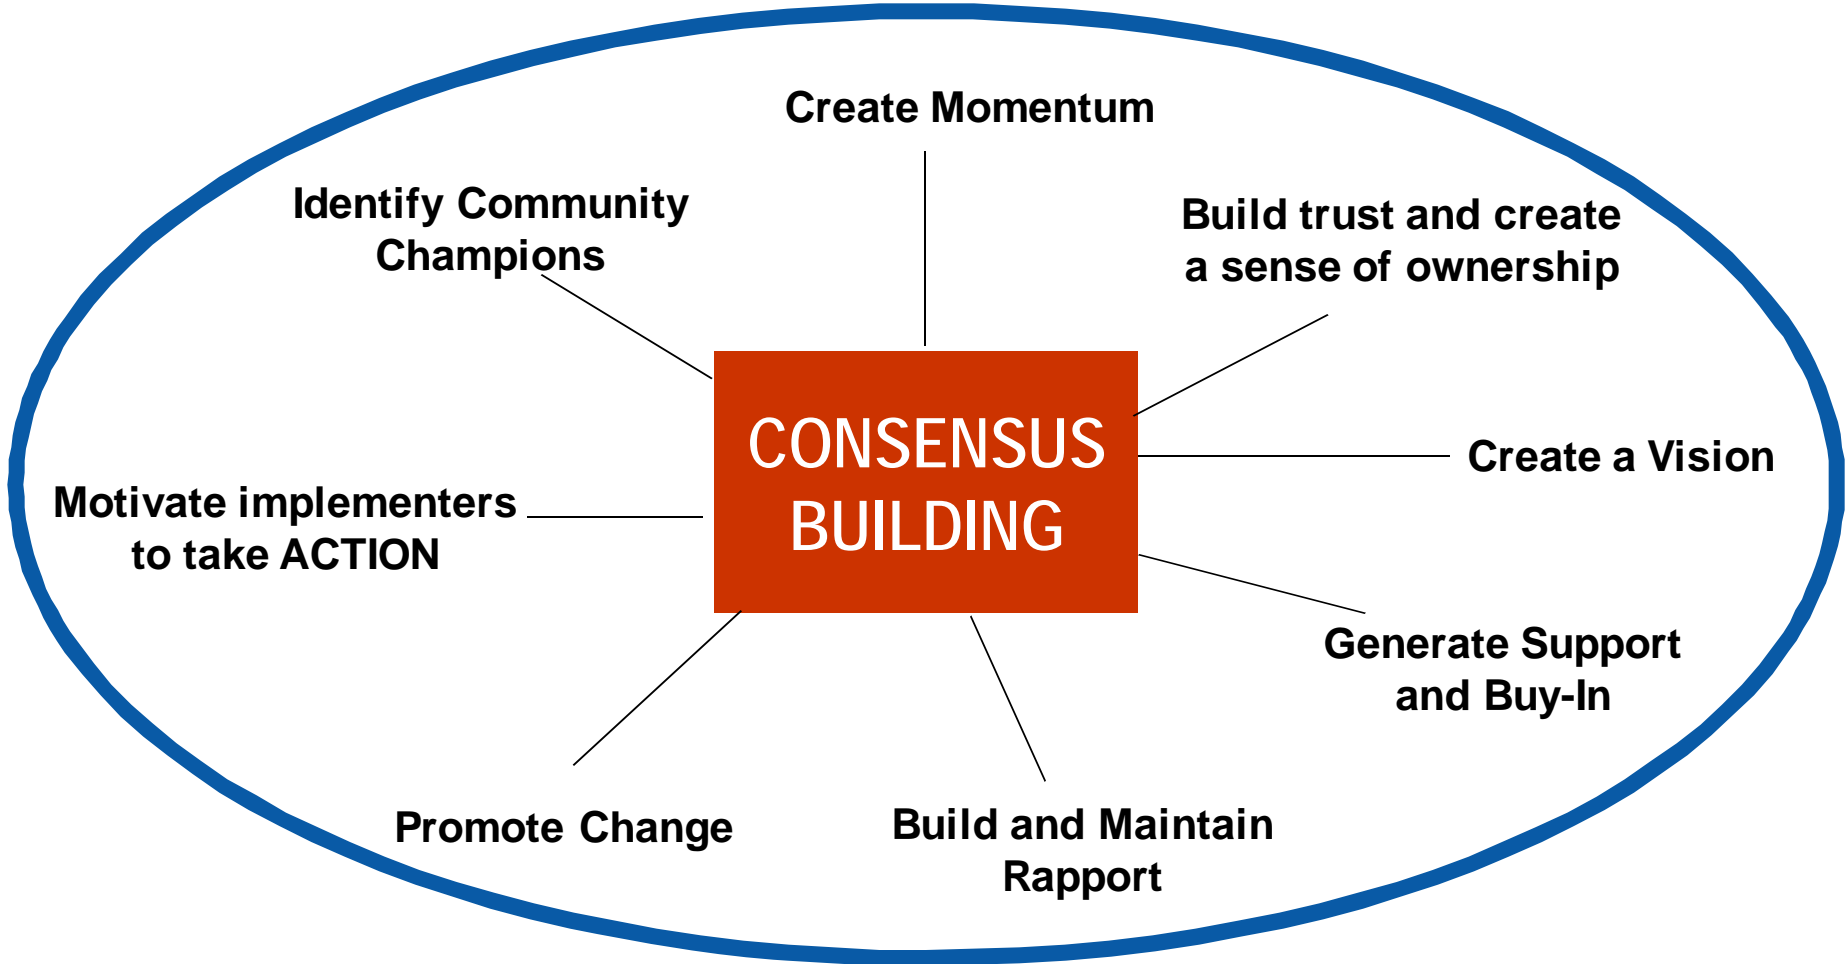 Create Momentum
Identify Community
Champions
Build trust and create
a sense of ownership
CONSENSUS
BUILDING
Create a Vision
Motivate implementers
to take ACTION
Generate Support
and Buy-In
Promote Change
Build and Maintain
Rapport